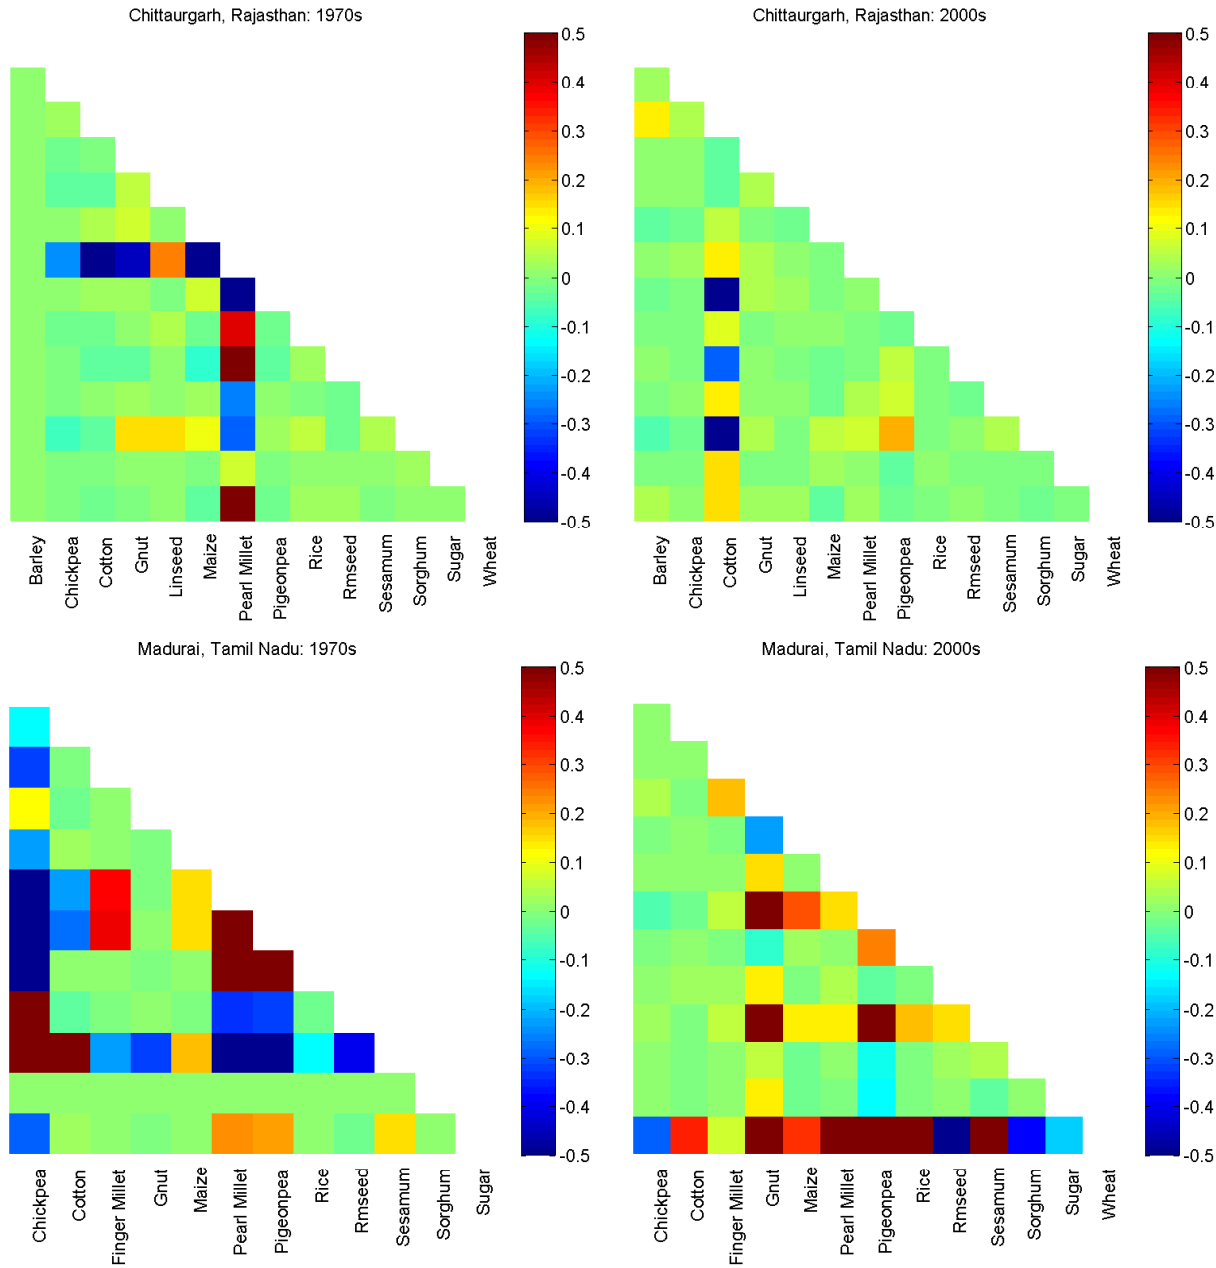 Chittaurgarh, Rajasthan: 1970s
0.5
0.4
0.3
0.2
0.1
0
-0.1
-0.2
-0.3
-0.4
-0.5
Barley
Chickpea
Cotton
Gnut
Linseed
Maize
Pearl Millet
Pigeonpea
Rice
Rmseed
Sesamum
Sorghum
Sugar
Wheat
Chittaurgarh, Rajasthan: 2000s
0.5
0.4
0.3
0.2
0.1
0
-0.1
-0.2
-0.3
-0.4
-0.5
Barley
Chickpea
Cotton
Gnut
Linseed
Maize
Pearl Millet
Pigeonpea
Rice
Rmseed
Sesamum
Sorghum
Sugar
Wheat
Madurai, Tamil Nadu: 1970s
0.5
0.4
0.3
0.2
0.1
0
-0.1
-0.2
-0.3
-0.4
-0.5
Chickpea
Cotton
Finger Millet
Gnut
Maize
Pearl Millet
Pigeonpea
Rice
Rmseed
Sesamum
Sorghum
Sugar
Madurai, Tamil Nadu: 2000s
0.5
0.4
0.3
0.2
0.1
0
-0.1
-0.2
-0.3
-0.4
-0.5
Chickpea
Cotton
Finger Millet
Gnut
Maize
Pearl Millet
Pigeonpea
Rice
Rmseed
Sesamum
Sorghum
Sugar
Wheat